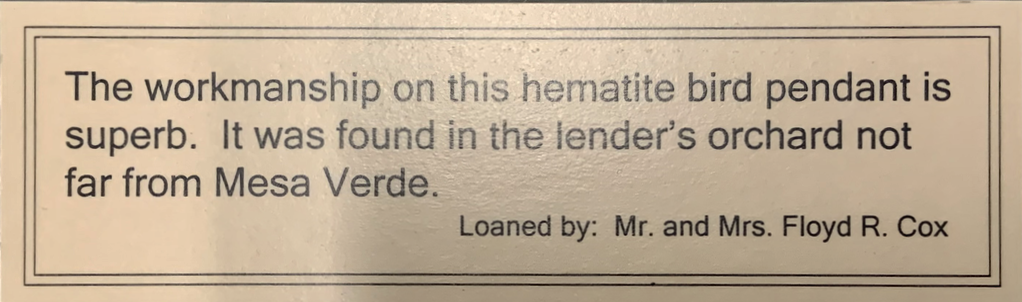 The workmanship on this hematite bird pendant is
superb.  It was found in the lender's orchard not
far from Mesa Verde.
Loaned by:  Mr. and Mrs. Floyd R. Cox